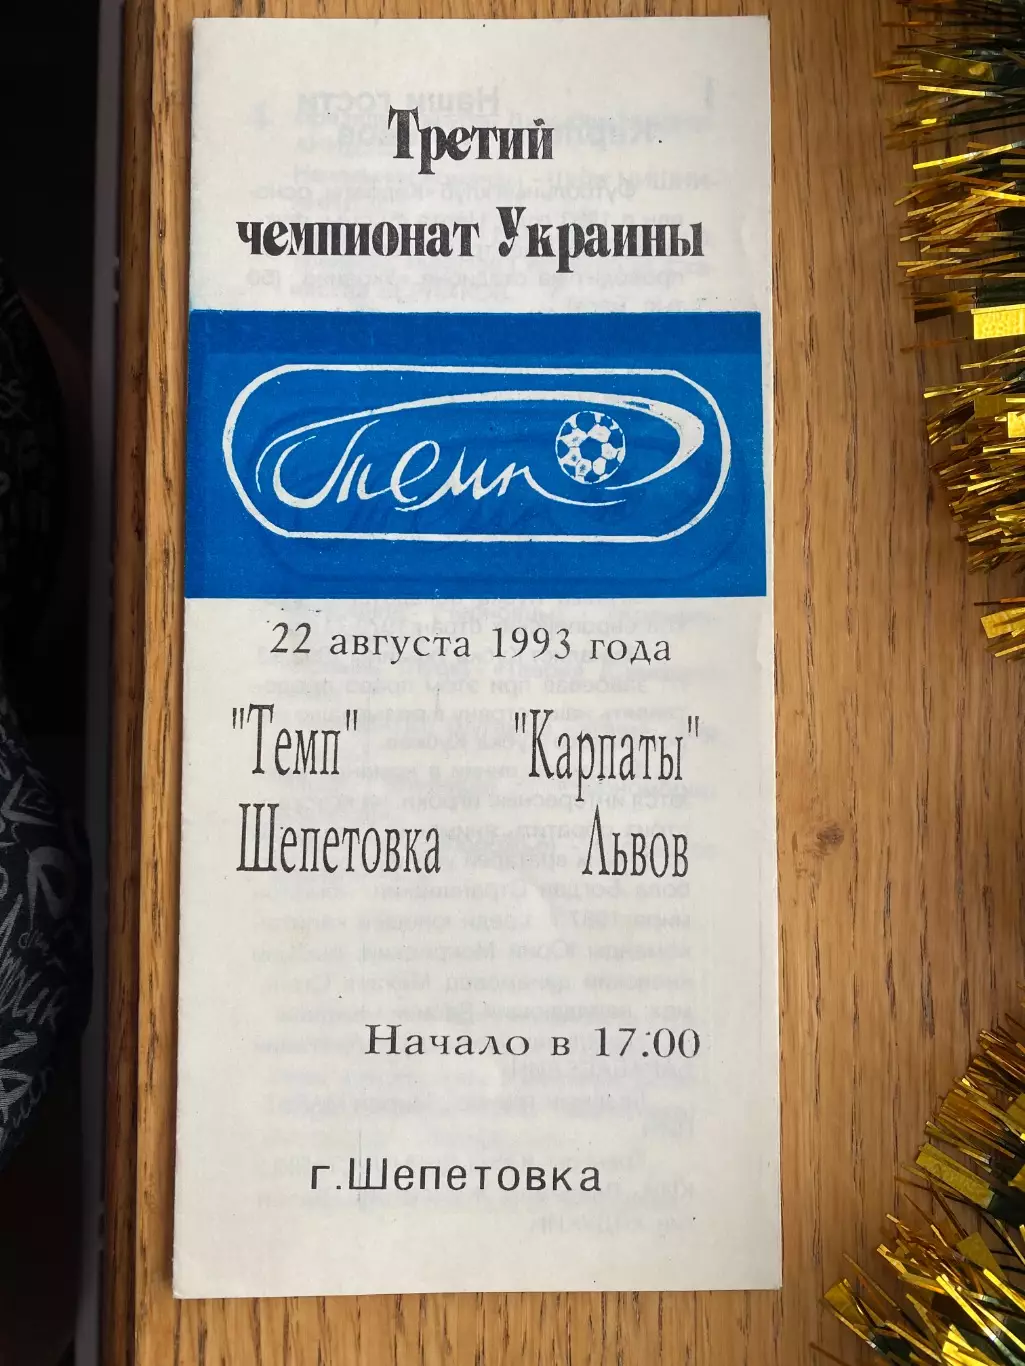 Третий
чемпионат Украины
Темп
22 августа 1993 года
"Темп" "Карпаты"
Шепетовка Львов
Начало в 17.00
г.Шепетовка